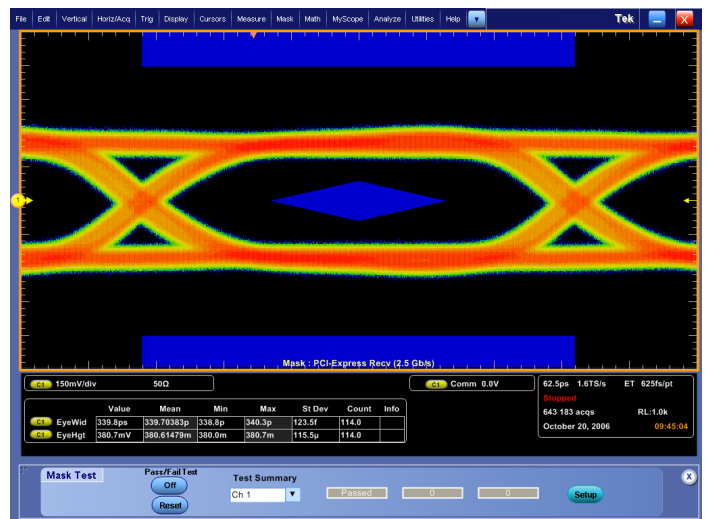 File Edit Vertical Horiz/Acq Trig Display Cursors Measure Mask Math MyScope Analyze Utilities Help Tek X
1
Mask : PCI-Express Recv (2.5 Gb/s)
C1 150mV/div 50Ω
C1 Comm 0.0V
62.5ps 1.6TS/s ET 625fs/pt
Stopped
643 183 acqs RL:1.0k
October 20, 2006 09:45:04
Value Mean Min Max St Dev Count Info
C1 EyeWid 339.8ps 339.70383p 338.8p 340.3p 123.5f 114.0
C1 EyeHgt 380.7mV 380.61479m 380.0m 380.7m 115.5µ 114.0
Mask Test
Pass/Fail Test
Off
Reset
Test Summary
Ch 1
Passed 0 0
Setup
X